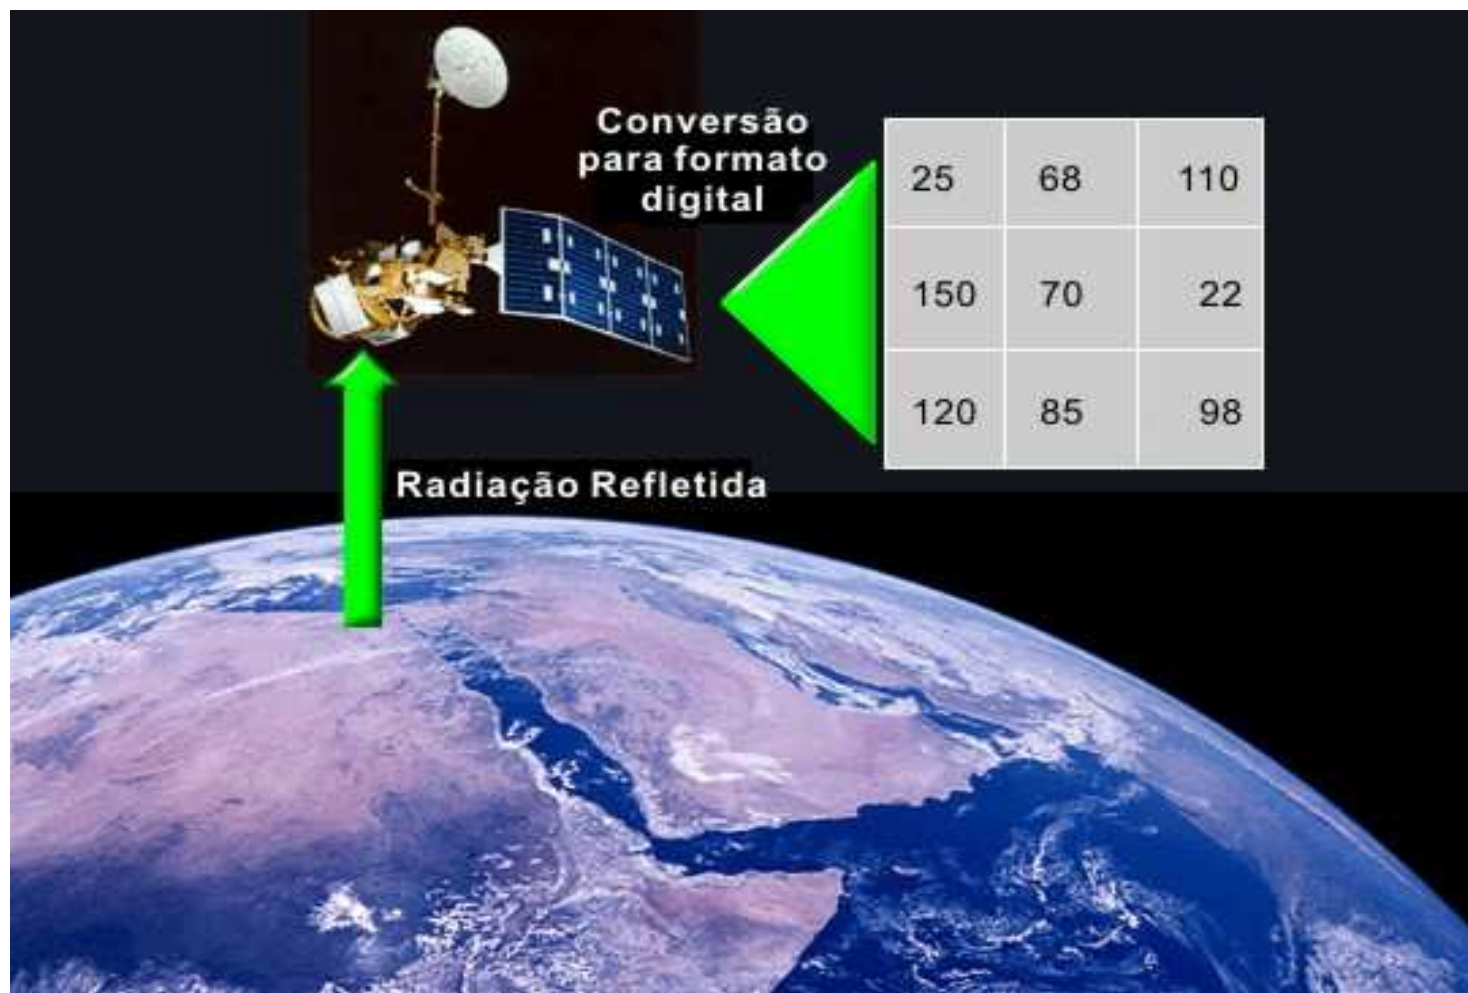 Conversão
para formato
digital
25 68 110
150 70 22
120 85 98
Radiação Refletida